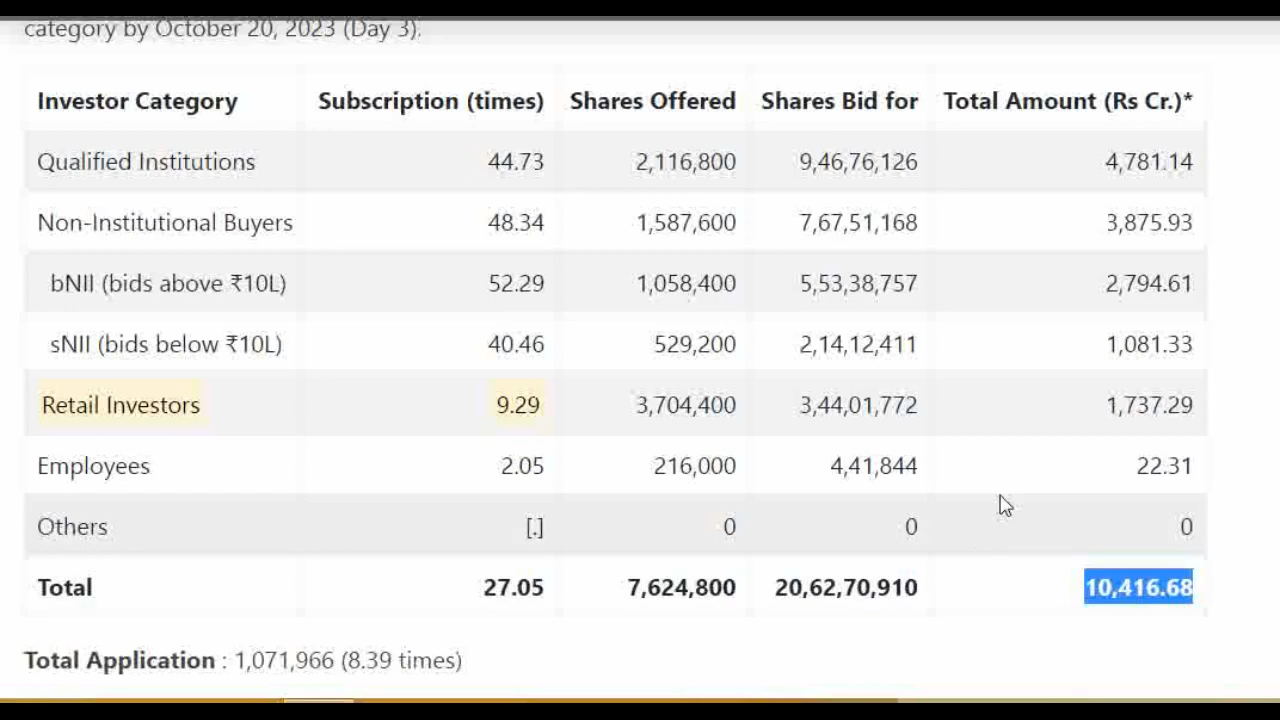 category by October 20, 2023 (Day 3).
Investor Category Subscription (times) Shares Offered Shares Bid for Total Amount (Rs Cr.)*
Qualified Institutions 44.73 2,116,800 9,46,76,126 4,781.14
Non-Institutional Buyers 48.34 1,587,600 7,67,51,168 3,875.93
bNII (bids above ₹10L) 52.29 1,058,400 5,53,38,757 2,794.61
sNII (bids below ₹10L) 40.46 529,200 2,14,12,411 1,081.33
Retail Investors 9.29 3,704,400 3,44,01,772 1,737.29
Employees 2.05 216,000 4,41,844 22.31
Others [.] 0 0 0
Total 27.05 7,624,800 20,62,70,910 10,416.68
Total Application : 1,071,966 (8.39 times)